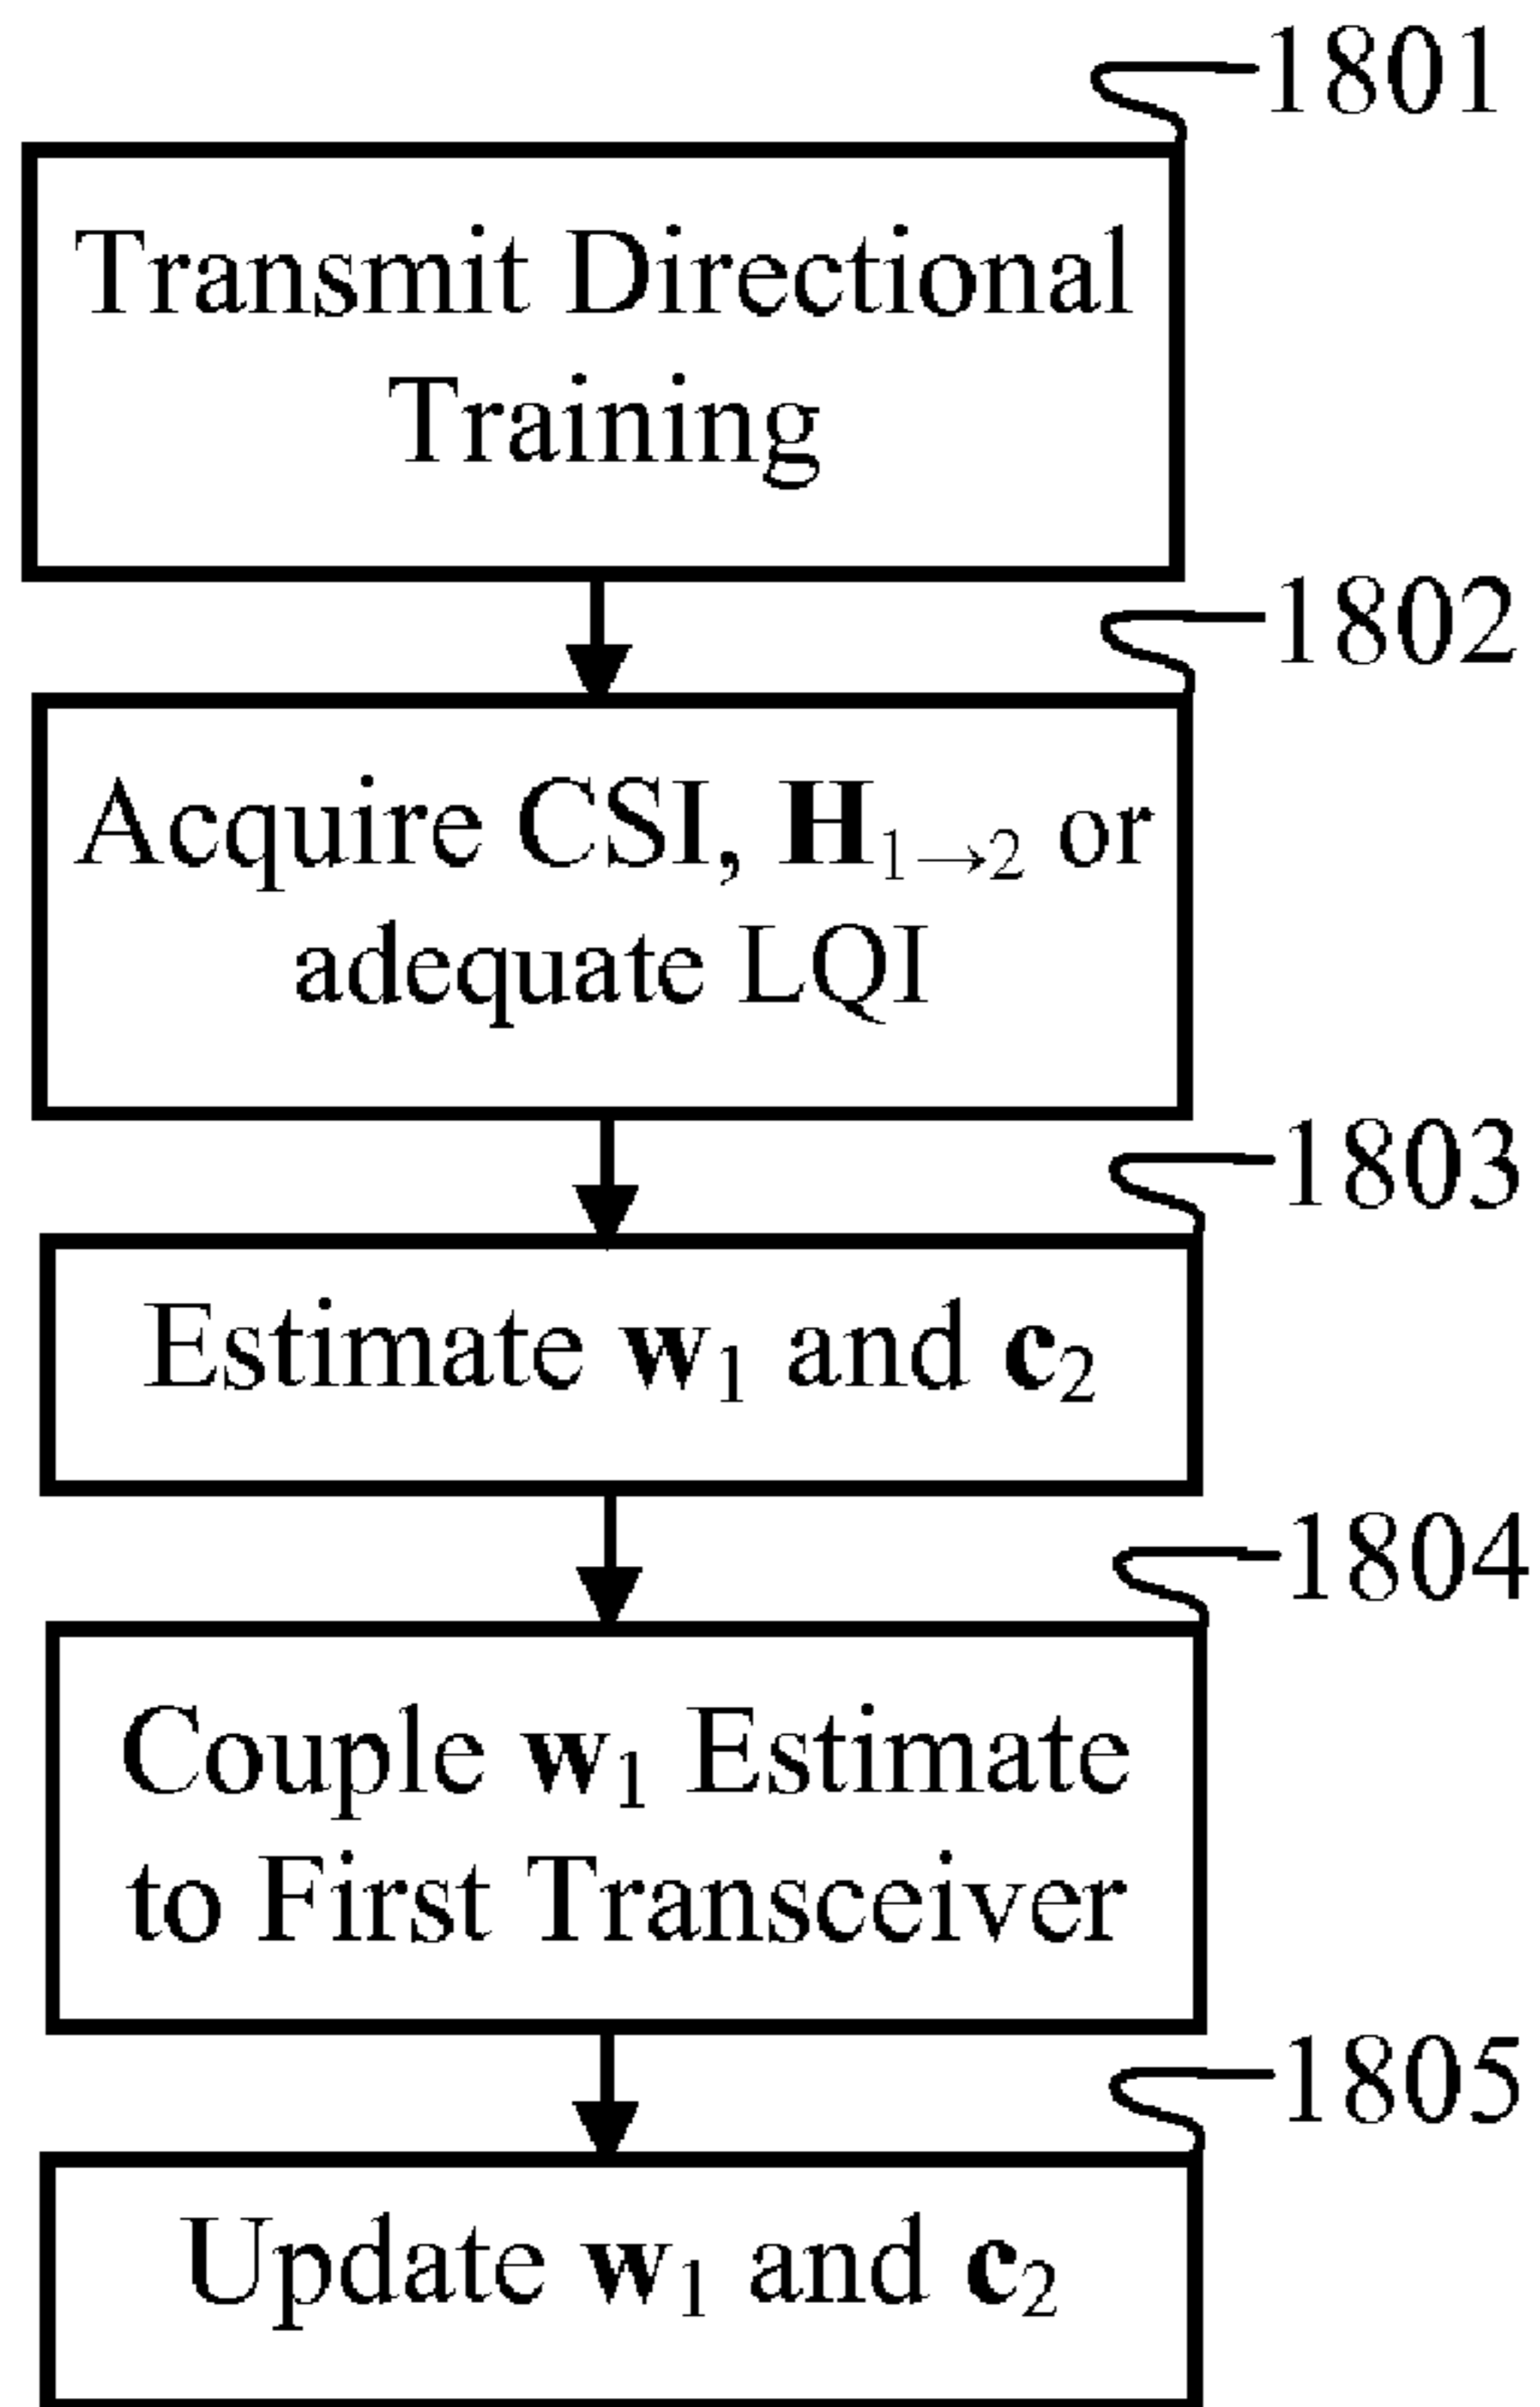 1801
Transmit Directional
Training
1802
Acquire CSI, H₁→₂ or
adequate LQI
1803
Estimate w₁ and c₂
1804
Couple w₁ Estimate
to First Transceiver
1805
Update w₁ and c₂